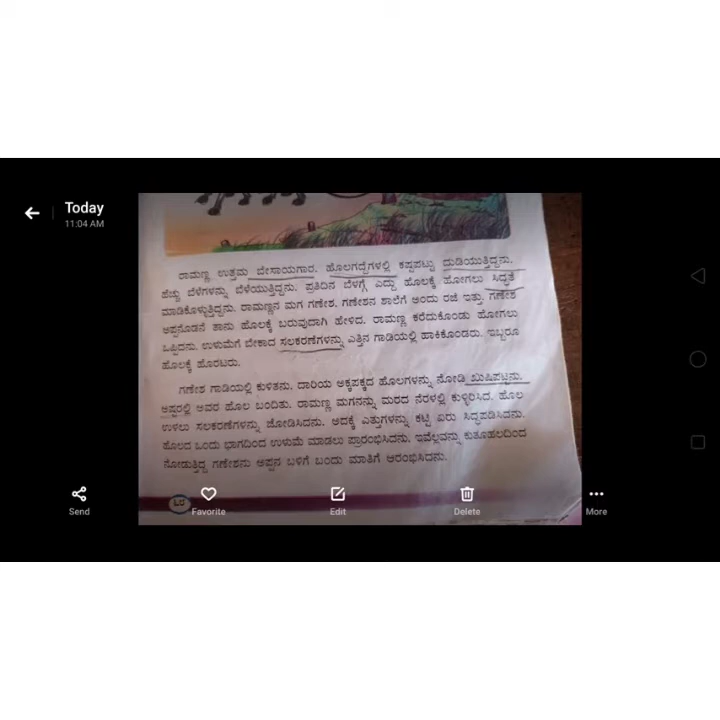 Today
11:04 AM
ರಾಮಣ್ಣ ಉತ್ತಮ ಬೇಸಾಯಗಾರ. ಹೊಲಗದ್ದೆಗಳಲ್ಲಿ ಕಷ್ಟಪಟ್ಟು ದುಡಿಯುತ್ತಿದ್ದನು.
ಹೆಚ್ಚು ಬೆಳೆಗಳನ್ನು ಬೆಳೆಯುತ್ತಿದ್ದನು. ಪ್ರತಿದಿನ ಬೆಳಗ್ಗೆ ಎದ್ದು ಹೊಲಕ್ಕೆ ಹೋಗಲು ಸಿದ್ಧತೆ
ಮಾಡಿಕೊಳ್ಳುತ್ತಿದ್ದನು. ರಾಮಣ್ಣನ ಮಗ ಗಣೇಶ. ಗಣೇಶನ ಶಾಲೆಗೆ ಅಂದು ರಜೆ ಇತ್ತು. ಗಣೇಶ
ಅಪ್ಪನೊಡನೆ ತಾನು ಹೊಲಕ್ಕೆ ಬರುವುದಾಗಿ ಹೇಳಿದ. ರಾಮಣ್ಣ ಕರೆದುಕೊಂಡು ಹೋಗಲು
ಒಪ್ಪಿದನು. ಉಳುಮೆಗೆ ಬೇಕಾದ ಸಲಕರಣೆಗಳನ್ನು ಎತ್ತಿನ ಗಾಡಿಯಲ್ಲಿ ಹಾಕಿಕೊಂಡರು. ಇಬ್ಬರೂ
ಹೊಲಕ್ಕೆ ಹೊರಟರು.
ಗಣೇಶ ಗಾಡಿಯಲ್ಲಿ ಕುಳಿತನು. ದಾರಿಯ ಅಕ್ಕಪಕ್ಕದ ಹೊಲಗಳನ್ನು ನೋಡಿ ಖುಷಿಪಟ್ಟನು.
ಅಷ್ಟರಲ್ಲಿ ಅವರ ಹೊಲ ಬಂದಿತು. ರಾಮಣ್ಣ ಮಗನನ್ನು ಮರದ ನೆರಳಲ್ಲಿ ಕುಳ್ಳಿರಿಸಿದ. ಹೊಲ
ಉಳಲು ಸಲಕರಣೆಗಳನ್ನು ಜೋಡಿಸಿದನು. ಅದಕ್ಕೆ ಎತ್ತುಗಳನ್ನು ಕಟ್ಟಿ ಏರು ಸಿದ್ಧಪಡಿಸಿದನು.
ಹೊಲದ ಒಂದು ಭಾಗದಿಂದ ಉಳುಮೆ ಮಾಡಲು ಪ್ರಾರಂಭಿಸಿದನು. ಇವೆಲ್ಲವನ್ನು ಕುತೂಹಲದಿಂದ
ನೋಡುತ್ತಿದ್ದ ಗಣೇಶನು ಅಪ್ಪನ ಬಳಿಗೆ ಬಂದು ಮಾತಿಗೆ ಆರಂಭಿಸಿದನು.
Send
Favorite
Edit
Delete
More